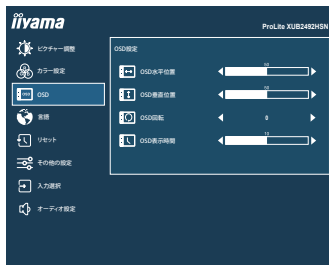 iiyama
ProLite XUB2492HSN
ピクチャー調整
カラー設定
OSD
言語
リセット
その他の設定
入力選択
オーディオ設定
OSD設定
OSD水平位置
50
OSD垂直位置
50
OSD回転
0
OSD表示時間
10